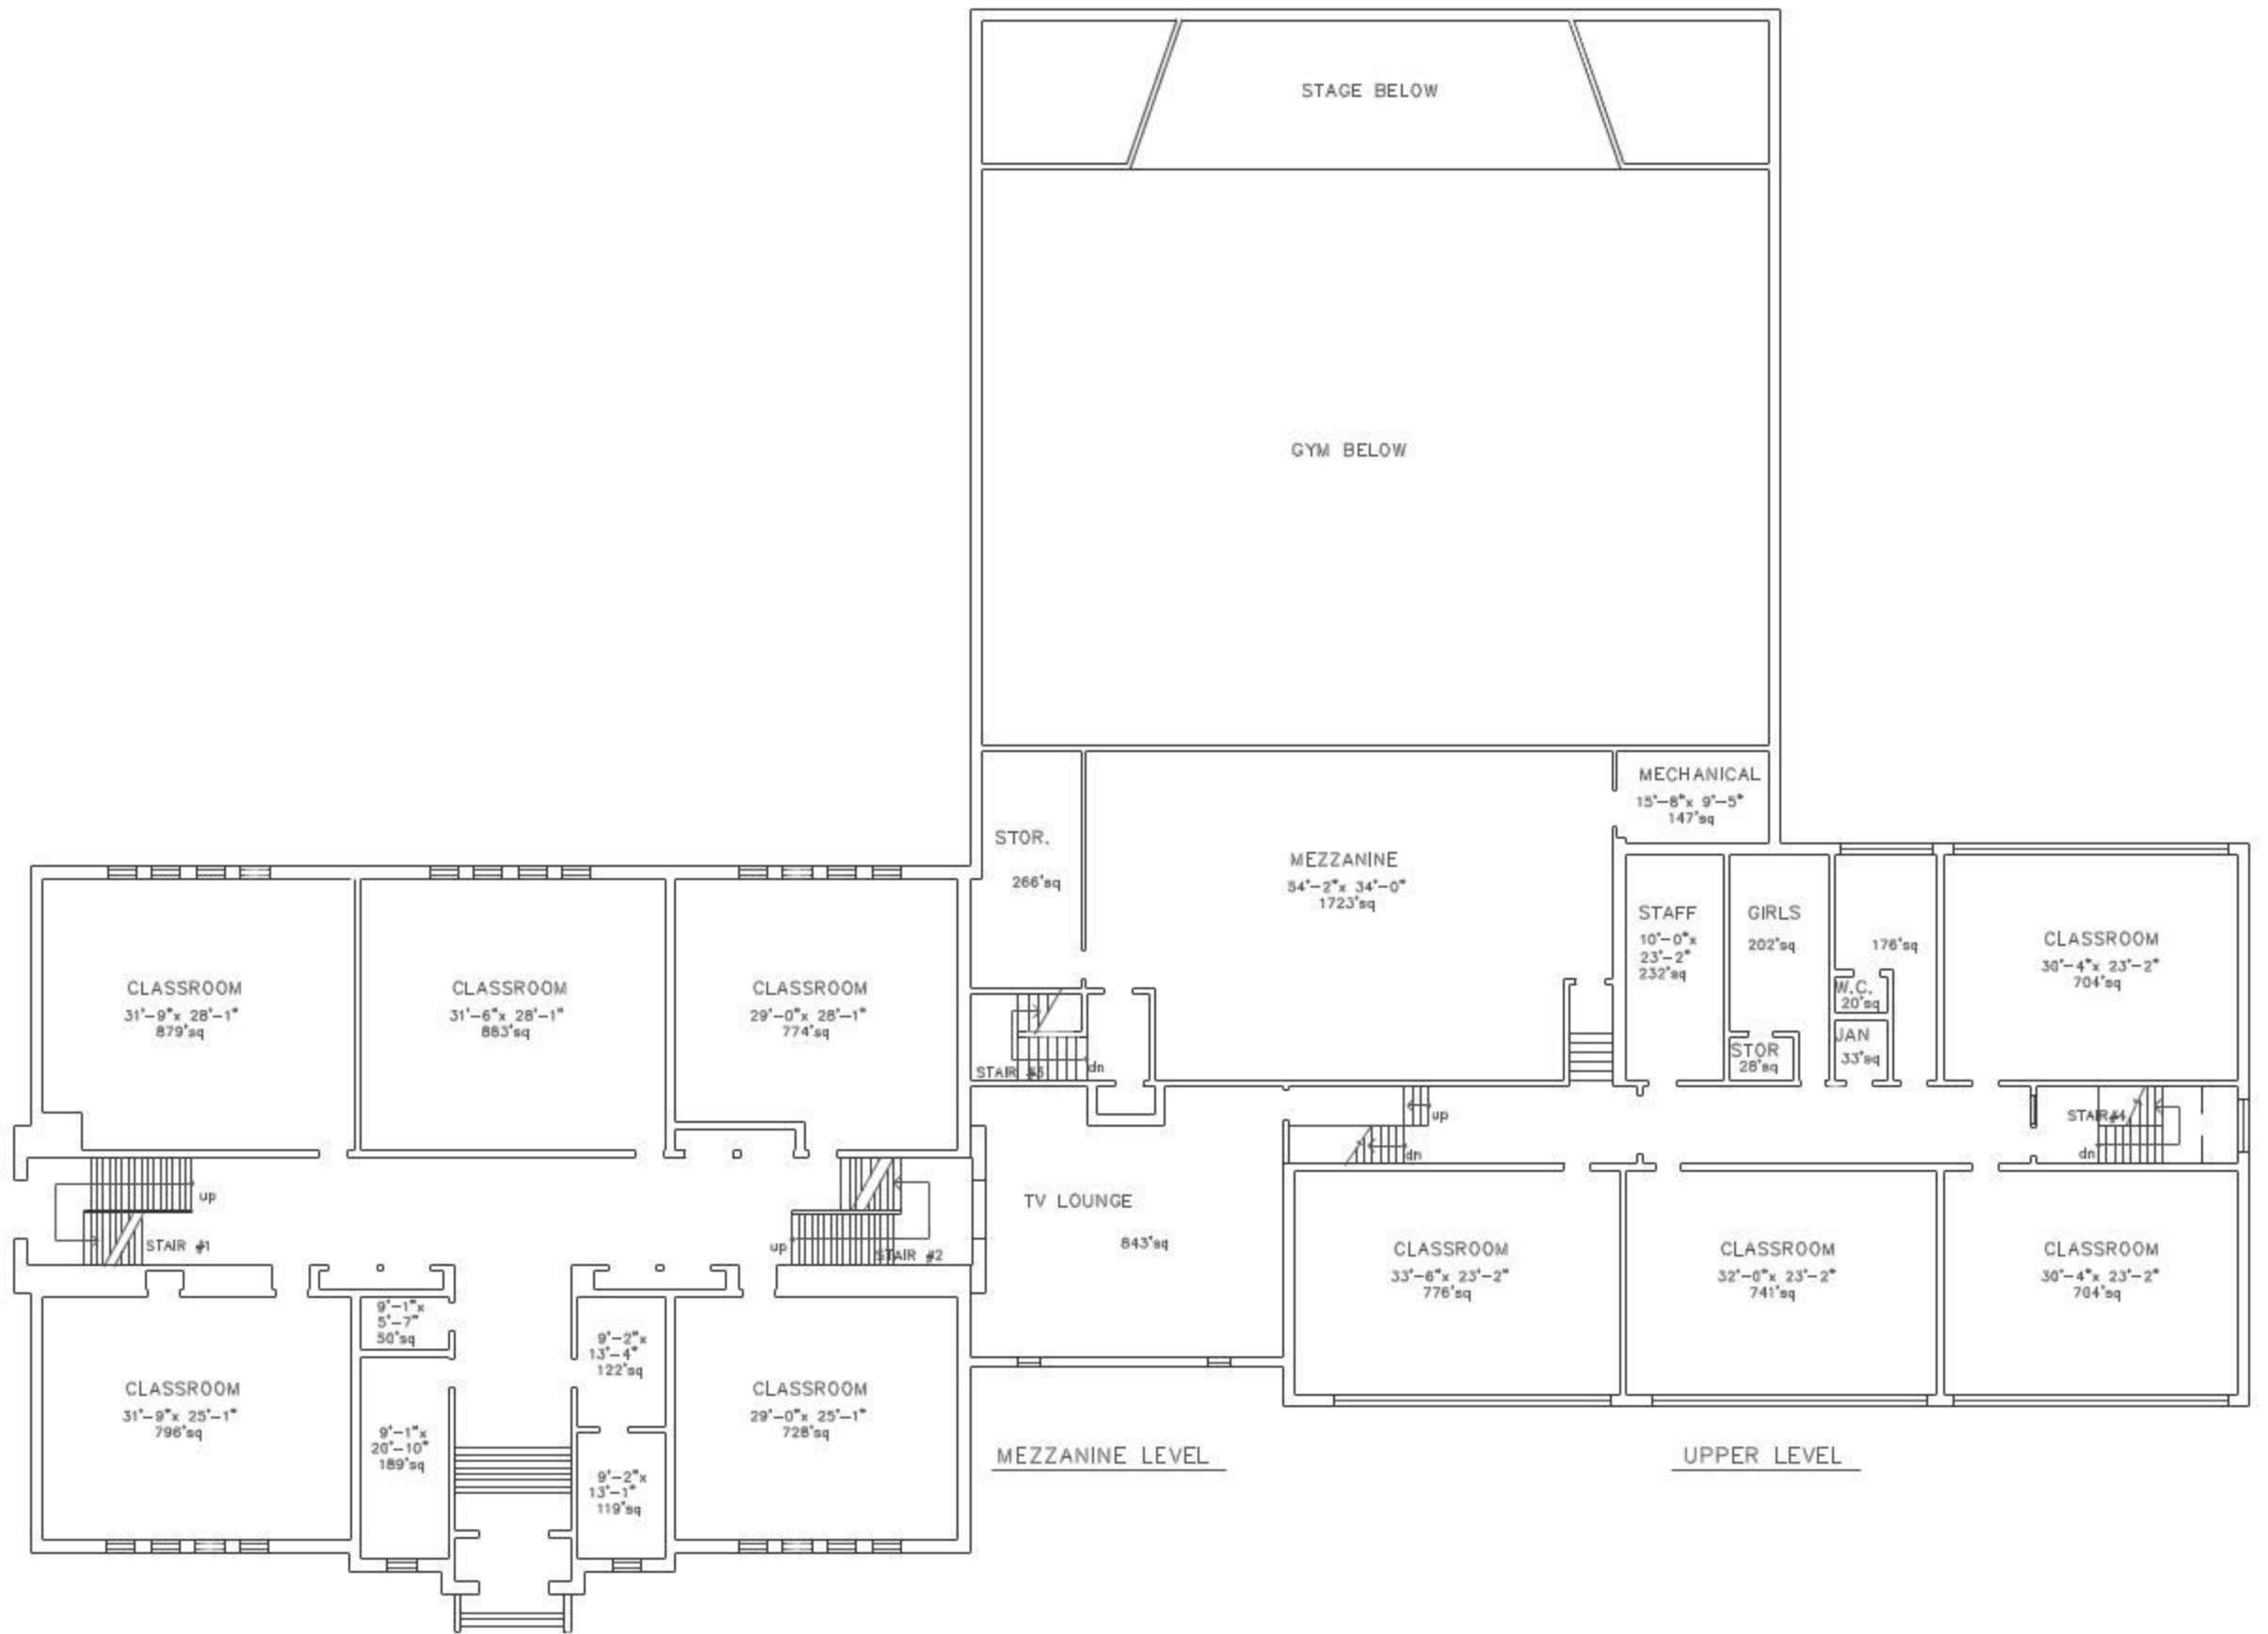 STAGE BELOW
GYM BELOW
MECHANICAL
15'-8"x 9'-5"
147'sq
STOR.
266'sq
MEZZANINE
54'-2"x 34'-0"
1723'sq
STAFF
10'-0"x
23'-2"
232'sq
GIRLS
202'sq
176'sq
W.C.
20'sq
JAN
33'sq
STOR
28'sq
CLASSROOM
30'-4"x 23'-2"
704'sq
CLASSROOM
31'-9"x 28'-1"
879'sq
CLASSROOM
31'-6"x 28'-1"
883'sq
CLASSROOM
29'-0"x 28'-1"
774'sq
STAIR #3
dn
up
dn
STAIR #4
dn
up
STAIR #1
up
STAIR #2
TV LOUNGE
843'sq
CLASSROOM
33'-6"x 23'-2"
776'sq
CLASSROOM
32'-0"x 23'-2"
741'sq
CLASSROOM
30'-4"x 23'-2"
704'sq
9'-1"x
5'-7"
50'sq
9'-2"x
13'-4"
122'sq
CLASSROOM
31'-9"x 25'-1"
796'sq
9'-1"x
20'-10"
189'sq
9'-2"x
13'-1"
119'sq
CLASSROOM
29'-0"x 25'-1"
728'sq
MEZZANINE LEVEL
UPPER LEVEL